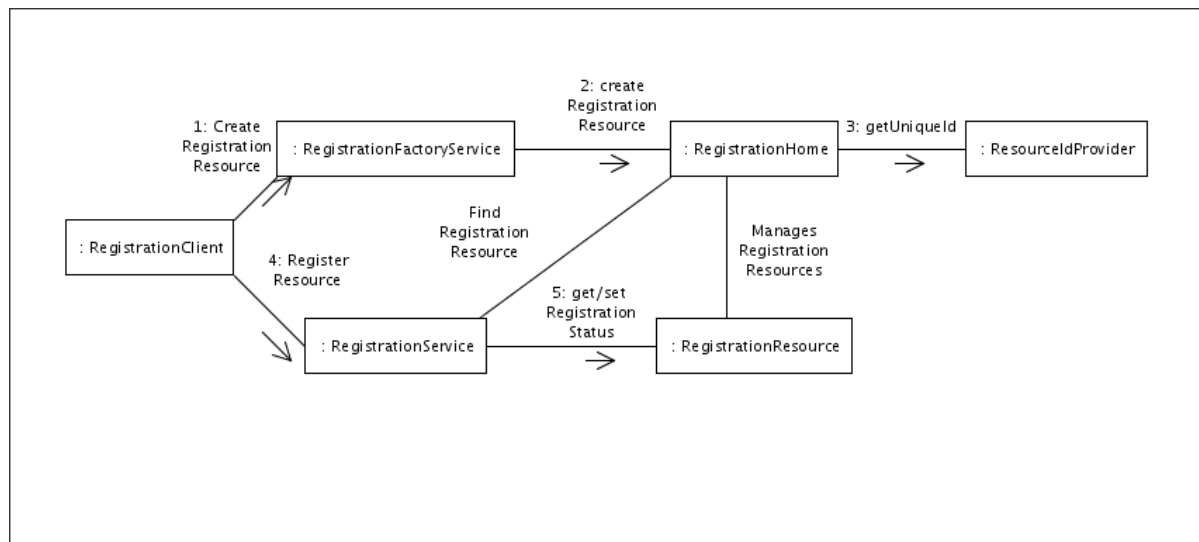 1: Create
Registration
Resource
: RegistrationFactoryService
2: create
Registration
Resource
: RegistrationHome
3: getUniqueId
: ResourceIdProvider
: RegistrationClient
Find
Registration
Resource
Manages
Registration
Resources
4: Register
Resource
: RegistrationService
5: get/set
Registration
Status
: RegistrationResource